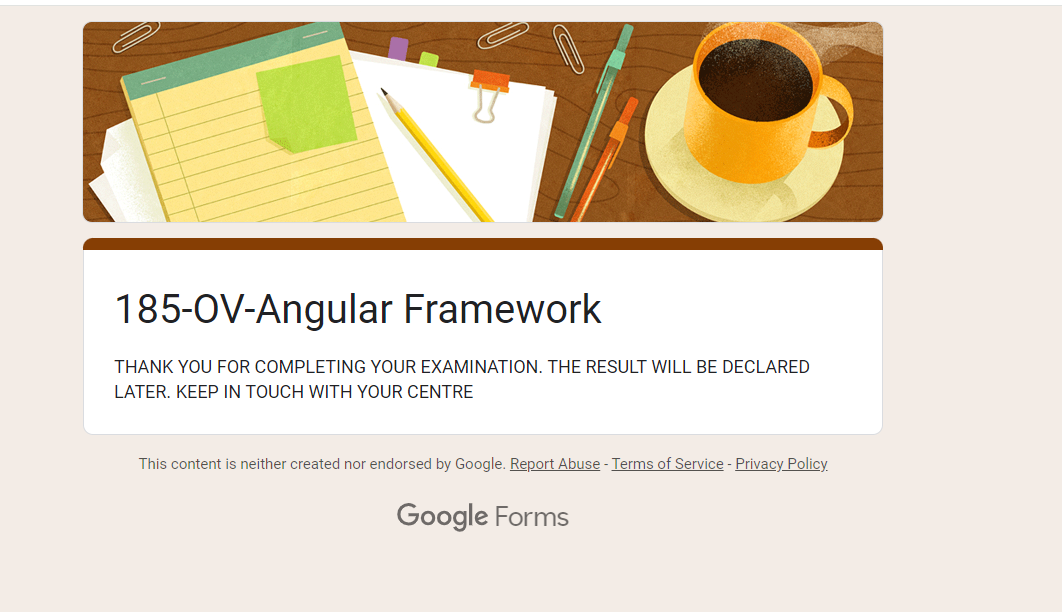 185-OV-Angular Framework
THANK YOU FOR COMPLETING YOUR EXAMINATION. THE RESULT WILL BE DECLARED
LATER. KEEP IN TOUCH WITH YOUR CENTRE
This content is neither created nor endorsed by Google. Report Abuse - Terms of Service - Privacy Policy
Google Forms